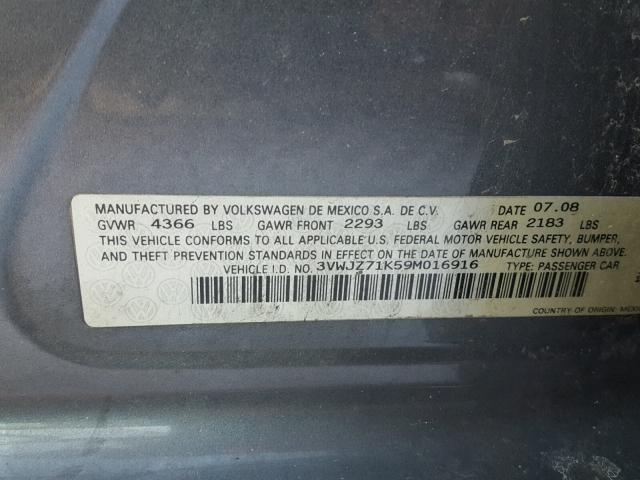 MANUFACTURED BY VOLKSWAGEN DE MEXICO S.A. DE C.V. DATE 07.08
GVWR 4366 LBS GAWR FRONT 2293 LBS GAWR REAR 2183 LBS
THIS VEHICLE CONFORMS TO ALL APPLICABLE U.S. FEDERAL MOTOR VEHICLE SAFETY, BUMPER,
AND THEFT PREVENTION STANDARDS IN EFFECT ON THE DATE OF MANUFACTURE SHOWN ABOVE.
VEHICLE I.D. NO. 3VWJZ71K59M016916 TYPE: PASSENGER CAR
COUNTRY OF ORIGIN: